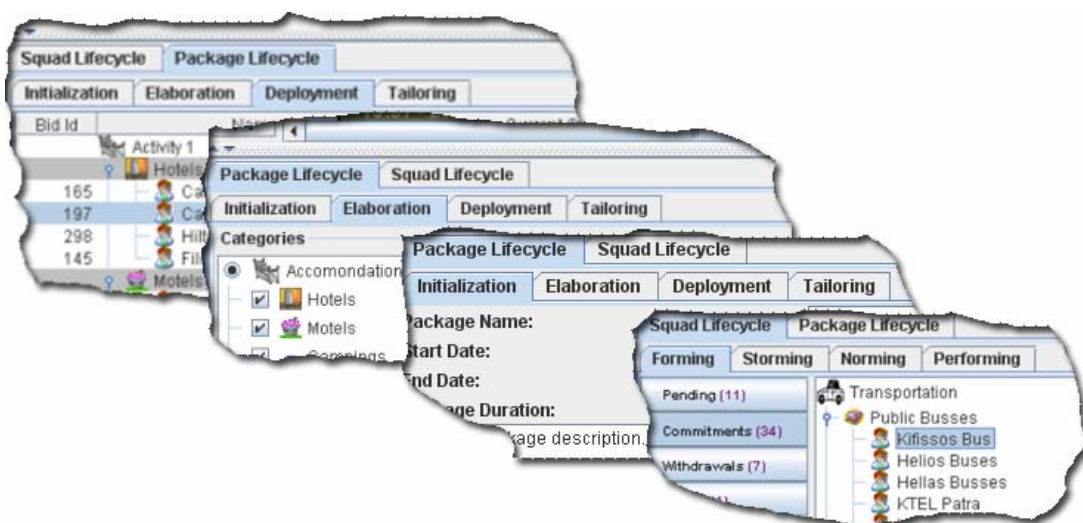 Squad Lifecycle Package Lifecycle
Initialization Elaboration Deployment Tailoring
Bid Id
Activity 1
Hotels
165
197
298
145
Motels
Package Lifecycle Squad Lifecycle
Initialization Elaboration Deployment Tailoring
Categories
Accomondation
Hotels
Motels
Campings
Package Lifecycle Squad Lifecycle
Initialization Elaboration Deployment Tailoring
Package Name:
Start Date:
End Date:
Duration:
description.
Squad Lifecycle Package Lifecycle
Forming Storming Norming Performing
Pending (11)
Commitments (34)
Withdrawals (7)
Transportation
Public Busses
Kifissos Bus
Helios Buses
Hellas Busses
KTEL Patra